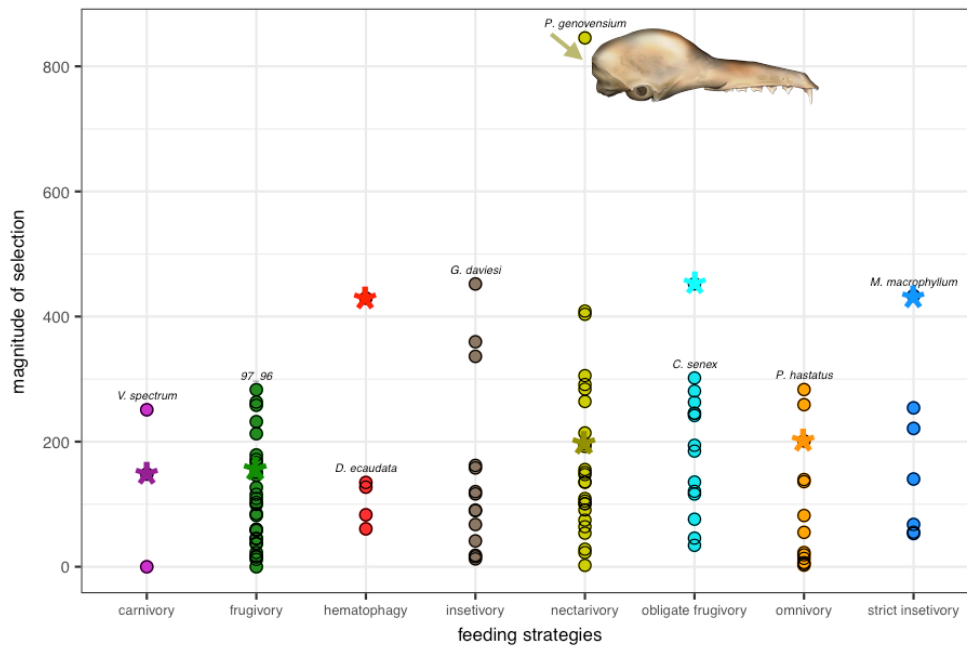 P. genovensium
800
600
magnitude of selection
G. daviesi
M. macrophyllum
400
C. senex
97_96
P. hastatus
V. spectrum
200
D. ecaudata
0
carnivory frugivory hematophagy insetivory nectarivory obligate frugivory omnivory strict insetivory
feeding strategies